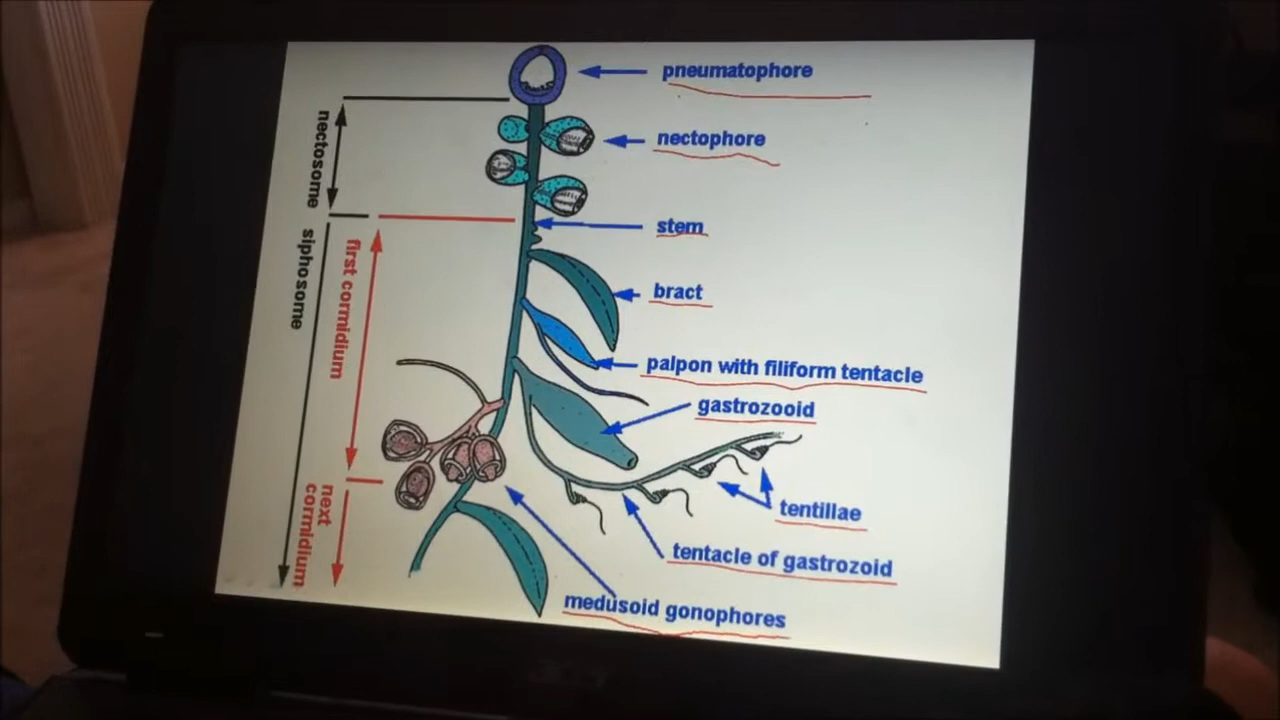 pneumatophore
nectophore
stem
bract
palpon with filiform tentacle
gastrozooid
tentillae
tentacle of gastrozoid
medusoid gonophores
nectosome
siphosome
first cormidium
next
cormidium
acer